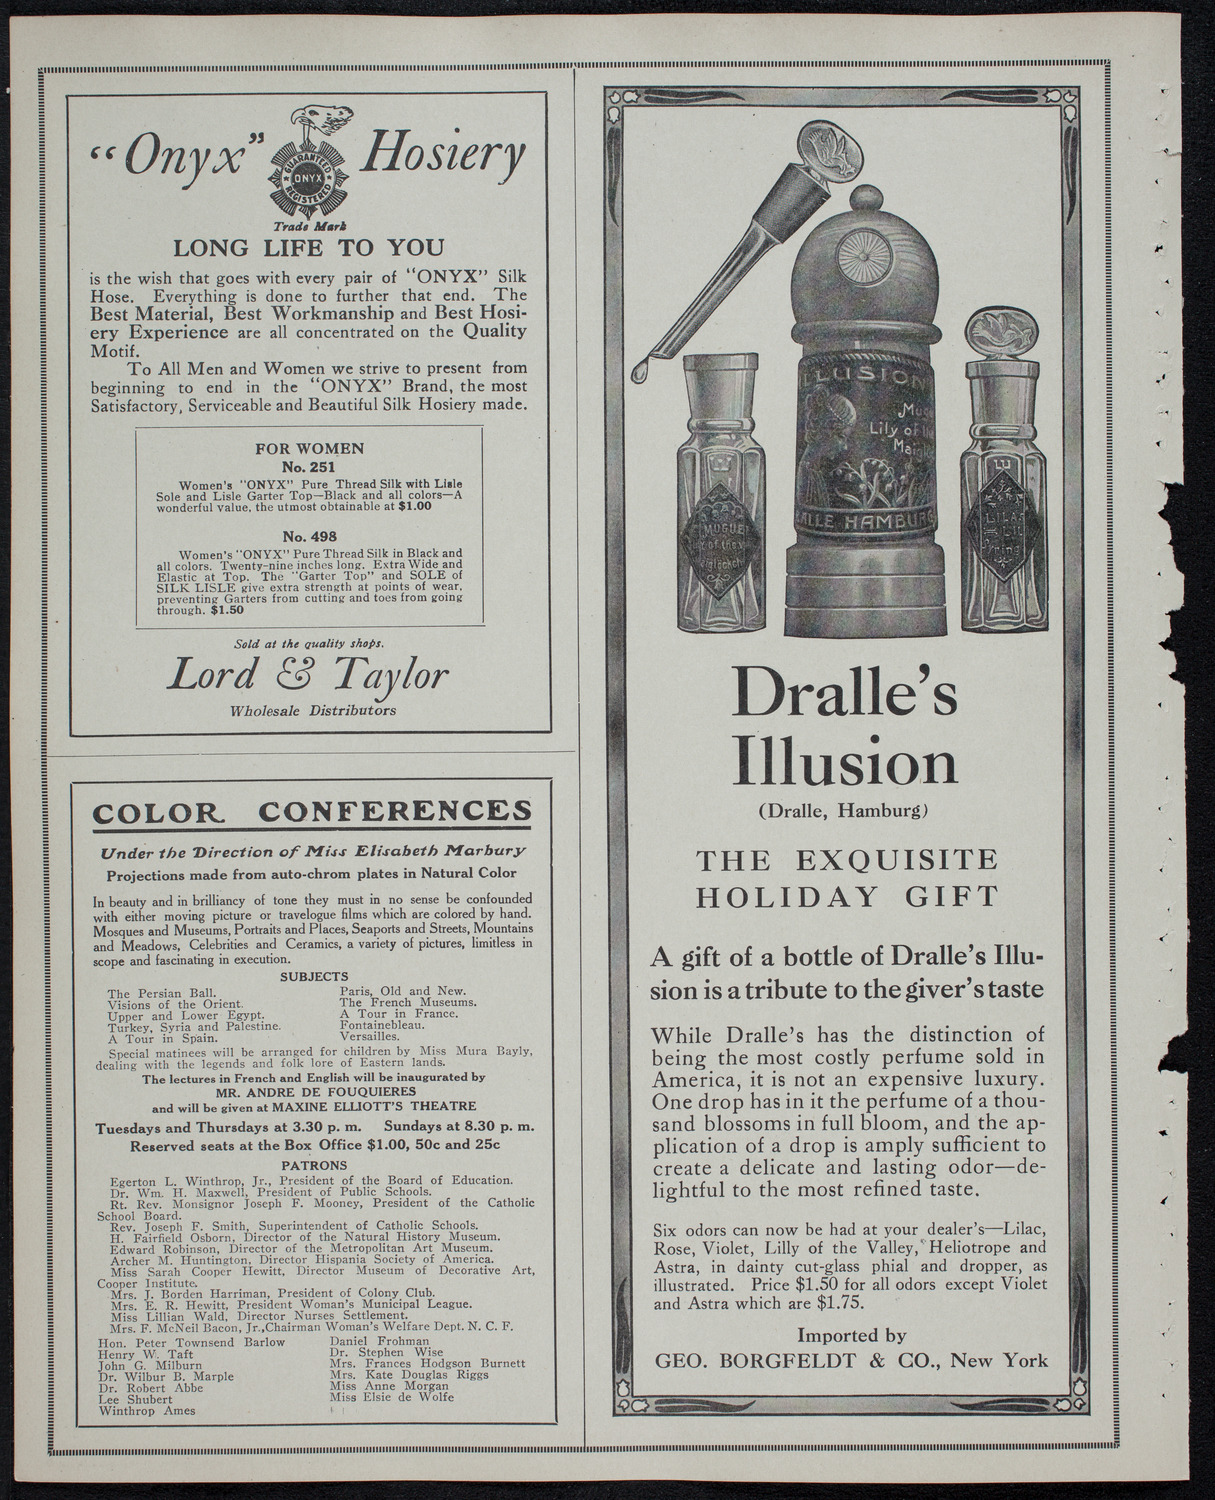 "Onyx" Hosiery
GUARANTEED
ONYX
REGISTERED
Trade Mark
LONG LIFE TO YOU
is the wish that goes with every pair of "ONYX" Silk
Hose. Everything is done to further that end. The
Best Material, Best Workmanship and Best Hosi-
ery Experience are all concentrated on the Quality
Motif.
To All Men and Women we strive to present from
beginning to end in the "ONYX" Brand, the most
Satisfactory, Serviceable and Beautiful Silk Hosiery made.
FOR WOMEN
No. 251
Women's "ONYX" Pure Thread Silk with Lisle
Sole and Lisle Garter Top—Black and all colors—A
wonderful value, the utmost obtainable at $1.00
No. 498
Women's "ONYX" Pure Thread Silk in Black and
all colors. Twenty-nine inches long. Extra Wide and
Elastic at Top. The "Garter Top" and SOLE of
SILK LISLE give extra strength at points of wear,
preventing Garters from cutting and toes from going
through. $1.50
Sold at the quality shops.
Lord & Taylor
Wholesale Distributors
COLOR CONFERENCES
Under the Direction of Miss Elisabeth Marbury
Projections made from auto-chrom plates in Natural Color
In beauty and in brilliancy of tone they must in no sense be confounded
with either moving picture or travelogue films which are colored by hand.
Mosques and Museums, Portraits and Places, Seaports and Streets, Mountains
and Meadows, Celebrities and Ceramics, a variety of pictures, limitless in
scope and fascinating in execution.
SUBJECTS
The Persian Ball.
Visions of the Orient.
Upper and Lower Egypt.
Turkey, Syria and Palestine.
A Tour in Spain.
Paris, Old and New.
The French Museums.
A Tour in France.
Fontainebleau.
Versailles.
Special matinees will be arranged for children by Miss Mura Bayly,
dealing with the legends and folk lore of Eastern lands.
The lectures in French and English will be inaugurated by
MR. ANDRE DE FOUQUIERES
and will be given at MAXINE ELLIOTT'S THEATRE
Tuesdays and Thursdays at 3.30 p. m. Sundays at 8.30 p. m.
Reserved seats at the Box Office $1.00, 50c and 25c
PATRONS
Egerton L. Winthrop, Jr., President of the Board of Education.
Dr. Wm. H. Maxwell, President of Public Schools.
Rt. Rev. Monsignor Joseph F. Mooney, President of the Catholic
School Board.
Rev. Joseph F. Smith, Superintendent of Catholic Schools.
H. Fairfield Osborn, Director of the Natural History Museum.
Edward Robinson, Director of the Metropolitan Art Museum.
Archer M. Huntington, Director Hispania Society of America.
Miss Sarah Cooper Hewitt, Director Museum of Decorative Art,
Cooper Institute.
Mrs. J. Borden Harriman, President of Colony Club.
Mrs. E. R. Hewitt, President Woman's Municipal League.
Miss Lillian Wald, Director Nurses Settlement.
Mrs. F. McNeil Bacon, Jr.,Chairman Woman's Welfare Dept. N. C. F.
Hon. Peter Townsend Barlow
Henry W. Taft
John G. Milburn
Dr. Wilbur B. Marple
Dr. Robert Abbe
Lee Shubert
Winthrop Ames
Daniel Frohman
Dr. Stephen Wise
Mrs. Frances Hodgson Burnett
Mrs. Kate Douglas Riggs
Miss Anne Morgan
Miss Elsie de Wolfe
ILLUSION
Lily of
HAMBURG
Dralle's
Illusion
(Dralle, Hamburg)
THE EXQUISITE
HOLIDAY GIFT
A gift of a bottle of Dralle's Illu-
sion is a tribute to the giver's taste
While Dralle's has the distinction of
being the most costly perfume sold in
America, it is not an expensive luxury.
One drop has in it the perfume of a thou-
sand blossoms in full bloom, and the ap-
plication of a drop is amply sufficient to
create a delicate and lasting odor—de-
lightful to the most refined taste.
Six odors can now be had at your dealer's—Lilac,
Rose, Violet, Lilly of the Valley, Heliotrope and
Astra, in dainty cut-glass phial and dropper, as
illustrated. Price $1.50 for all odors except Violet
and Astra which are $1.75.
Imported by
GEO. BORGFELDT & CO., New York